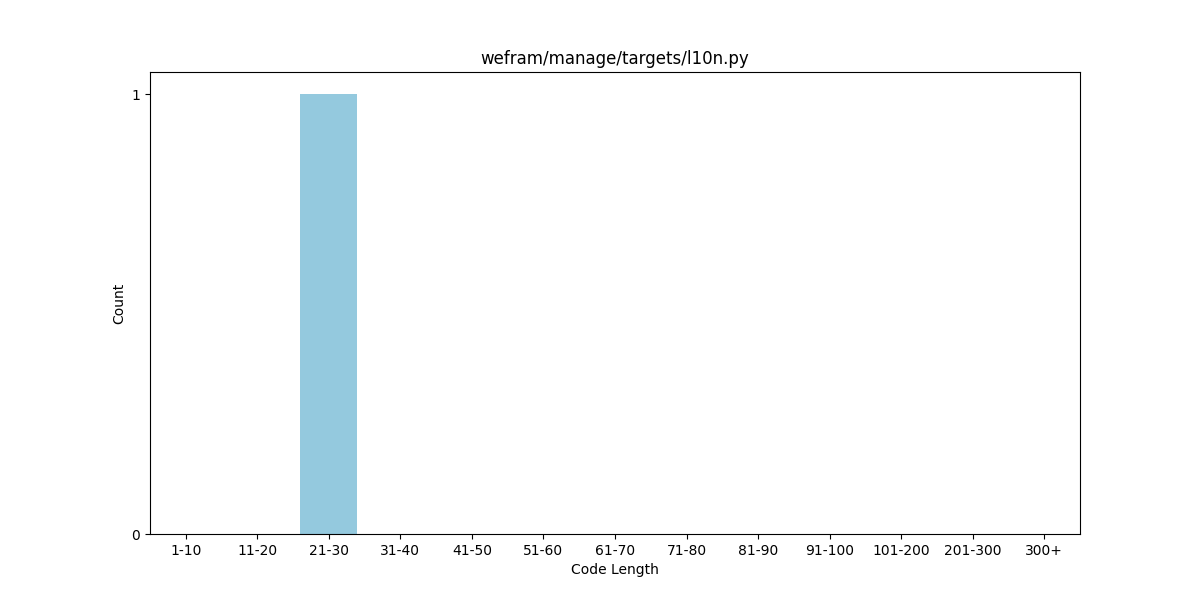 wefram/manage/targets/l10n.py
1
Count
0
1-10 11-20 21-30 31-40 41-50 51-60 61-70 71-80 81-90 91-100 101-200 201-300 300+
Code Length